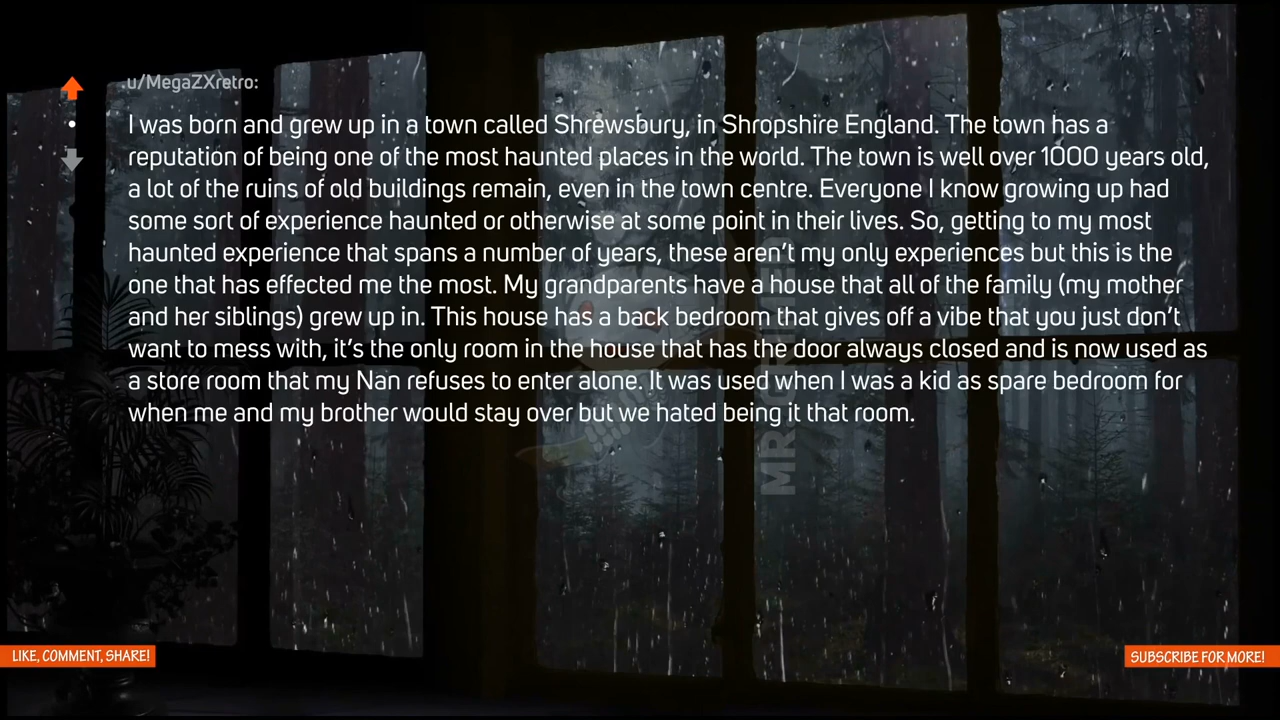 u/MegaZXretro:
I was born and grew up in a town called Shrewsbury, in Shropshire England. The town has a
reputation of being one of the most haunted places in the world. The town is well over 1000 years old,
a lot of the ruins of old buildings remain, even in the town centre. Everyone I know growing up had
some sort of experience haunted or otherwise at some point in their lives. So, getting to my most
haunted experience that spans a number of years, these aren't my only experiences but this is the
one that has effected me the most. My grandparents have a house that all of the family (my mother
and her siblings) grew up in. This house has a back bedroom that gives off a vibe that you just don't
want to mess with, it's the only room in the house that has the door always closed and is now used as
a store room that my Nan refuses to enter alone. It was used when I was a kid as spare bedroom for
when me and my brother would stay over but we hated being it that room.
LIKE, COMMENT, SHARE!
SUBSCRIBE FOR MORE!